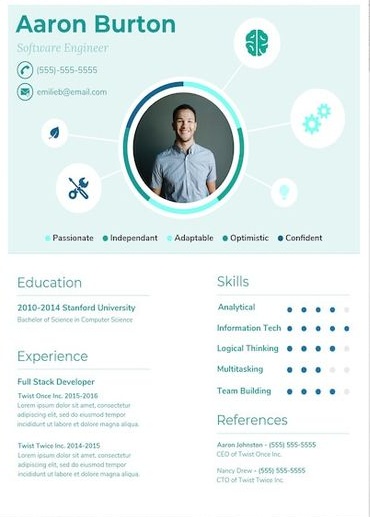 Aaron Burton
Software Engineer
(555)-555-5555
emilieb@email.com
Passionate
Independant
Adaptable
Optimistic
Confident
Education
2010-2014 Stanford University
Bachelor of Science in Computer Science
Experience
Full Stack Developer
Twist Once Inc. 2015-2016
Lorem ipsum dolor sit amet, consectetur
adipiscing elit, sed do eiusmod tempor
incididunt ut labore et dolore magna aliqua.
Twist Twice Inc. 2014-2015
Lorem ipsum dolor sit amet, consectetur
adipiscing elit, sed do eiusmod tempor
incididunt ut labore et dolore magna aliqua.
Skills
Analytical
Information Tech
Logical Thinking
Multitasking
Team Building
References
Aaron Johnston - (555) 555-5555
CEO of Twist Once Inc.
Nancy Drew - (555) 555-5555
CTO of Twist Twice Inc.